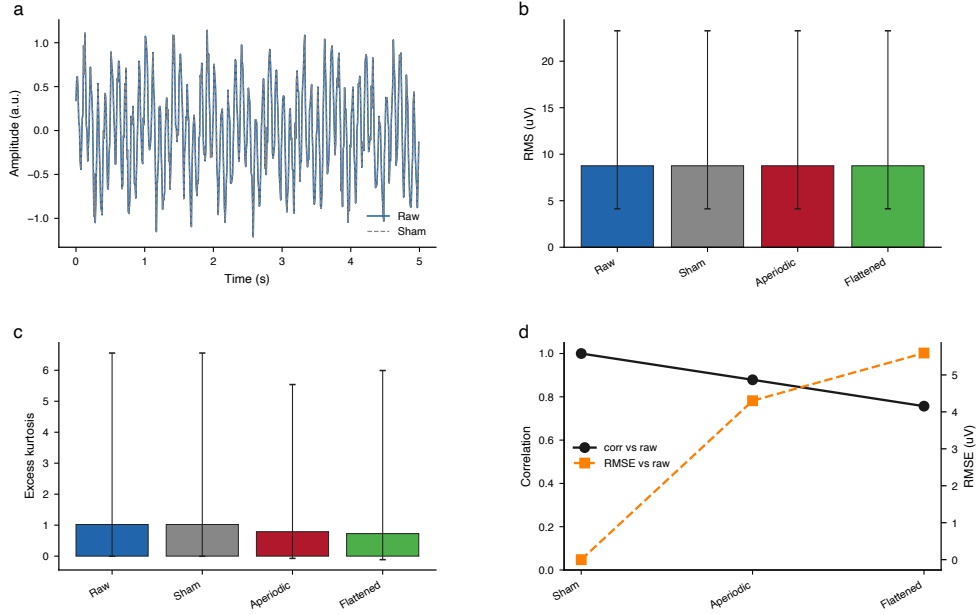 a
Amplitude (a.u.)
1.0
0.5
0.0
−0.5
−1.0
Raw
Sham
0
1
2
3
4
5
Time (s)
b
RMS (uV)
20
15
10
5
0
Raw
Sham
Aperiodic
Flattened
c
Excess kurtosis
6
5
4
3
2
1
0
Raw
Sham
Aperiodic
Flattened
d
Correlation
1.0
0.8
0.6
0.4
0.2
0.0
corr vs raw
RMSE vs raw
5
4
3
2
1
0
RMSE (uV)
Sham
Aperiodic
Flattened